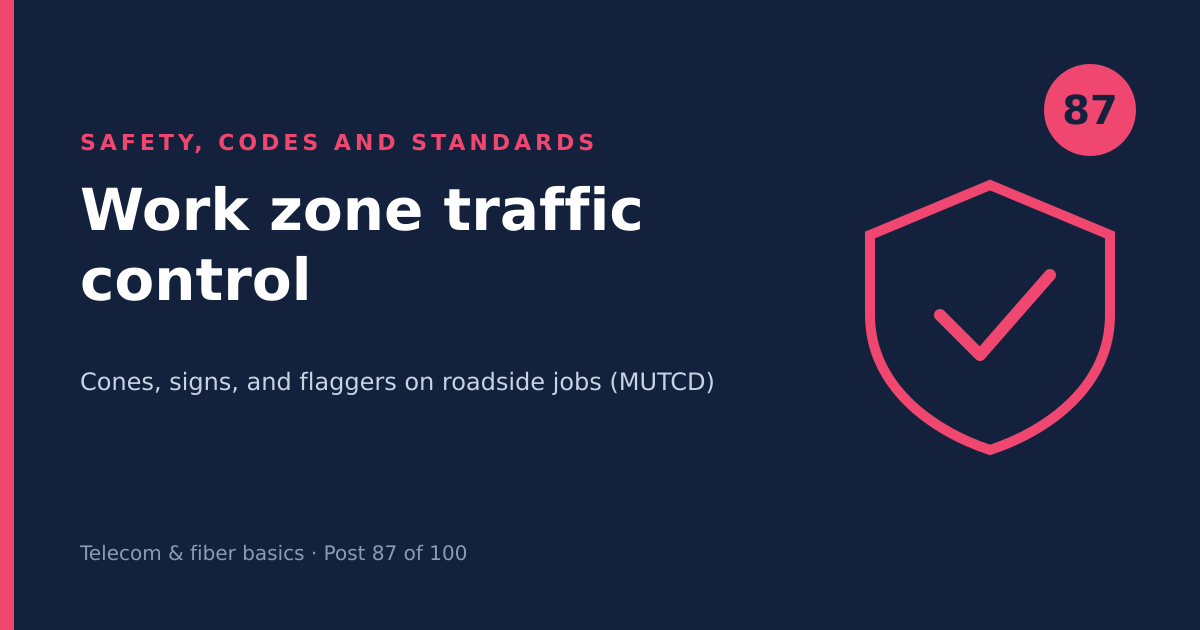 87
SAFETY, CODES AND STANDARDS
Work zone traffic
control
Cones, signs, and flaggers on roadside jobs (MUTCD)
Telecom & fiber basics · Post 87 of 100